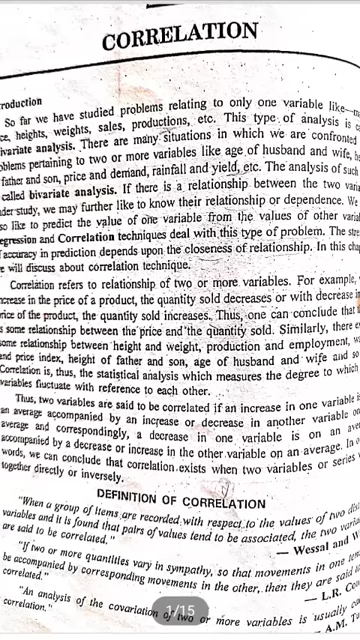 CORRELATION
roduction
So far we have studied problems relating to only one variable like
ce, heights, weights, sales, productions, etc. This type of analysis is
ivariate analysis. There are many situations in which we are confronted
oblems pertaining to two or more variables like age of husband and wife,
father and son, price and demand, rainfall and yield, etc. The analysis of such
called bivariate analysis. If there is a relationship between the two
der study, we may further like to know their relationship or dependence. We
so like to predict the value of one variable from the values of other
egression and Correlation techniques deal with this type of problem. The
f accuracy in prediction depends upon the closeness of relationship. In this
e will discuss about correlation technique.
Correlation refers to relationship of two or more variables. For example,
ncrease in the price of a product, the quantity sold decreases or with decrease in
rice of the product, the quantity sold increases. Thus, one can conclude that
s some relationship between the price and the quantity sold. Similarly, there
some relationship between height and weight, production and employment,
and price index, height of father and son, age of husband and wife and so
Correlation is, thus, the statistical analysis which measures the degree to which
variables fluctuate with reference to each other.
Thus, two variables are said to be correlated if an increase in one variable
an average accompanied by an increase or decrease in another variable
average and correspondingly, a decrease in one variable is on an
accompanied by a decrease or increase in the other variable on an average. In
words, we can conclude that correlation exists when two variables or series
together directly or inversely.
DEFINITION OF CORRELATION
"When a group of items are recorded with respect to the values of two
variables and it is found that pairs of values tend to be associated, the two
are said to be correlated."
— Wessal and
"If two or more quantities vary in sympathy, so that movements in one
be accompanied by corresponding movements in the other, then they are said
correlated."
— L.R.
"An analysis of the covariation of two or more variables is usually
correlation."
— A.M.
1/15